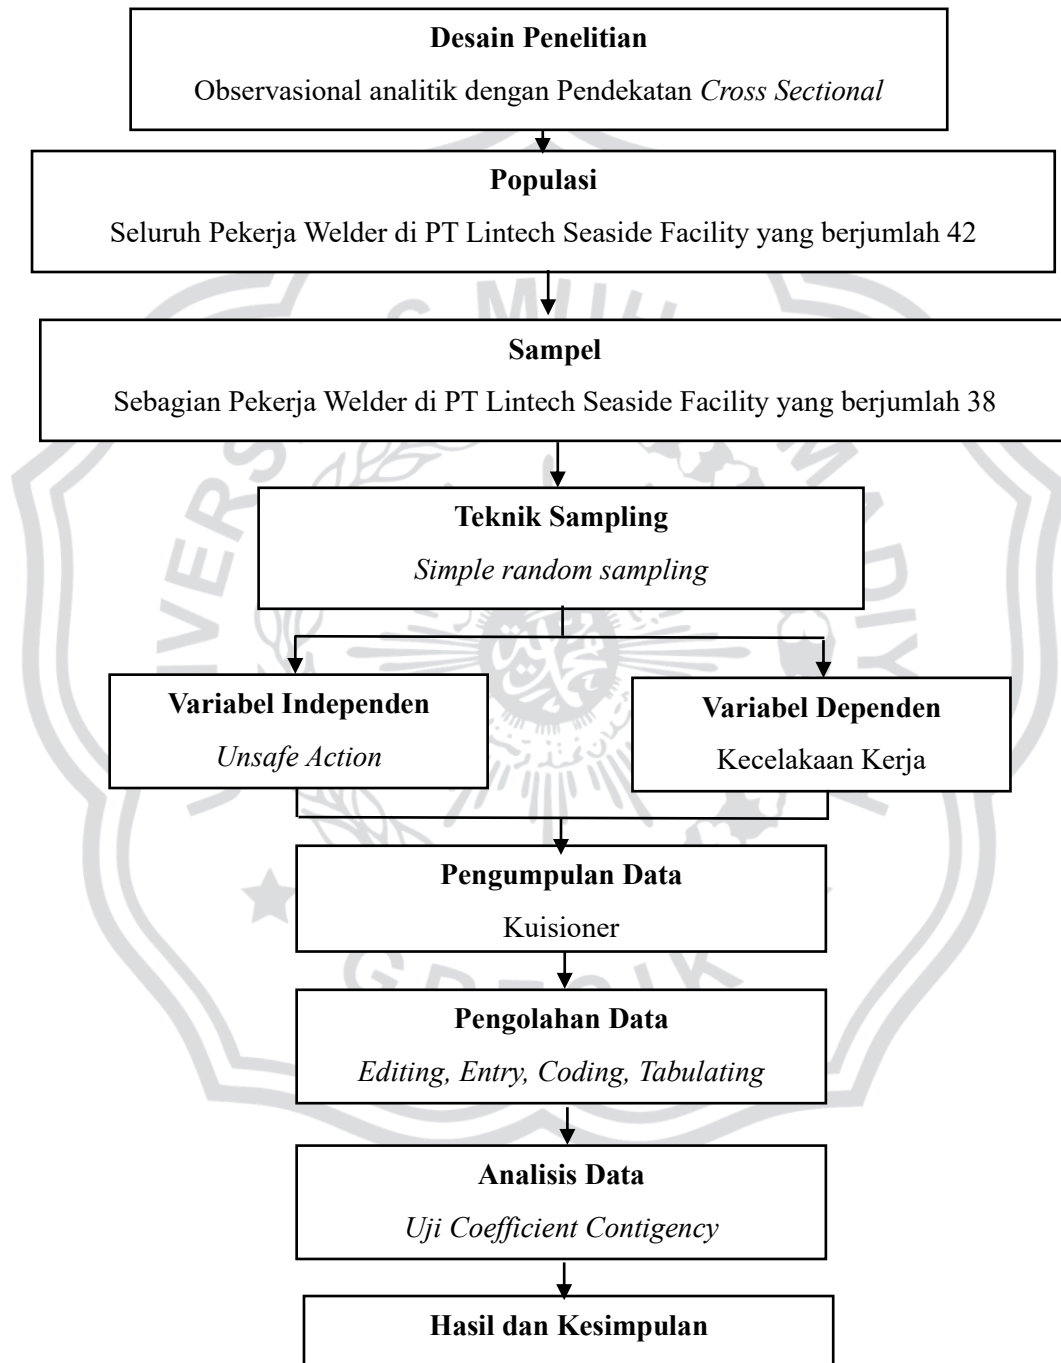 Desain Penelitian
Observasional analitik dengan Pendekatan Cross Sectional
Populasi
Seluruh Pekerja Welder di PT Lintech Seaside Facility yang berjumlah 42
Sampel
Sebagian Pekerja Welder di PT Lintech Seaside Facility yang berjumlah 38
Teknik Sampling
Simple random sampling
Variabel Independen
Unsafe Action
Variabel Dependen
Kecelakaan Kerja
Pengumpulan Data
Kuisioner
Pengolahan Data
Editing, Entry, Coding, Tabulating
Analisis Data
Uji Coefficient Contigency
Hasil dan Kesimpulan